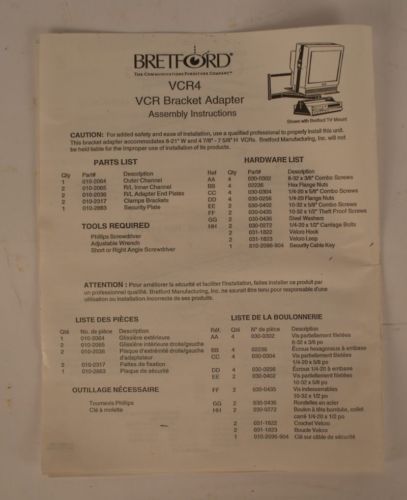 BRETFORD®
THE COMMUNICATIONS FURNITURE COMPANY™
VCR4
VCR Bracket Adapter
Assembly Instructions
Shown with Bretford TV Mount
CAUTION: For added safety and ease of installation, use a qualified professional to properly install this unit.
This bracket adapter accommodates 8-21" W and 4 7/8" - 7 5/8" H VCRs. Bretford Manufacturing, Inc. will not
be held liable for the improper use of installation of its products.
PARTS LIST
Qty Part# Description
1 010-2064 Outer Channel
2 010-2065 R/L Inner Channel
2 010-2036 R/L Adapter End Plates
2 010-2317 Clamps Brackets
1 010-2683 Security Plate
TOOLS REQUIRED
Phillips Screwdriver
Adjustable Wrench
Short or Right Angle Screwdriver
HARDWARE LIST
Qty Part# Description
AA 4 030-0302 8-32 x 3/8" Combo Screws
BB 4 02236 Hex Flange Nuts
CC 4 030-0304 1/4-20 x 5/8" Combo Screws
DD 4 030-0256 1/4-20 Flange Nuts
EE 2 030-0402 10-32 x 5/8" Combo Screws
FF 2 030-0435 10-32 x 1/2" Theft Proof Screws
GG 2 030-0436 Steel Washers
HH 2 030-0272 1/4-20 x 1/2" Carriage Bolts
2 031-1822 Velcro Hook
2 031-1823 Velcro Loop
1 010-2096-904 Security Cable Key
ATTENTION : Pour améliorer la sécurité et faciliter l'installation, faites installer ce produit par
un professionnel qualifié. Bretford Manufacturing, Inc. ne saurait être tenu pour responsable d'une
utilisation ou installation incorrecte de ses produits.
LISTE DES PIÈCES
Qté No. de pièce Description
1 010-2064 Glissière extérieure
2 010-2065 Glissière intérieure droite/gauche
2 010-2036 Plaque d'extrémité droite/gauche
d'adaptateur
2 010-2317 Pattes de fixation
1 010-2683 Plaque de sécurité
OUTILLAGE NÉCESSAIRE
Tournevis Phillips
Clé à molette
LISTE DE LA BOULONNERIE
Réf. Qté N° de pièce Description
AA 4 030-0302 Vis partiellement filetées
8-32 x 3/8 po
BB 4 02236 Écrous hexagonaux à embase
CC 4 030-0304 Vis partiellement filetées
1/4-20 x 5/8 po
DD 4 030-0256 Écrous 1/4-20 à embase
EE 2 030-0402 Vis partiellement filetées
10-32 x 5/8 po
FF 2 030-0435 Vis indesserrables
10-32 x 1/2 po
GG 2 030-0436 Rondelles en acier
HH 2 030-0272 Boulon à tête bombée, collet
carré 1/4-20 x 1/2 po
2 031-1822 Crochet Velcro
2 031-1823 Boucle Velcro
1 010-2096-904 Clé sur câble de sécurité